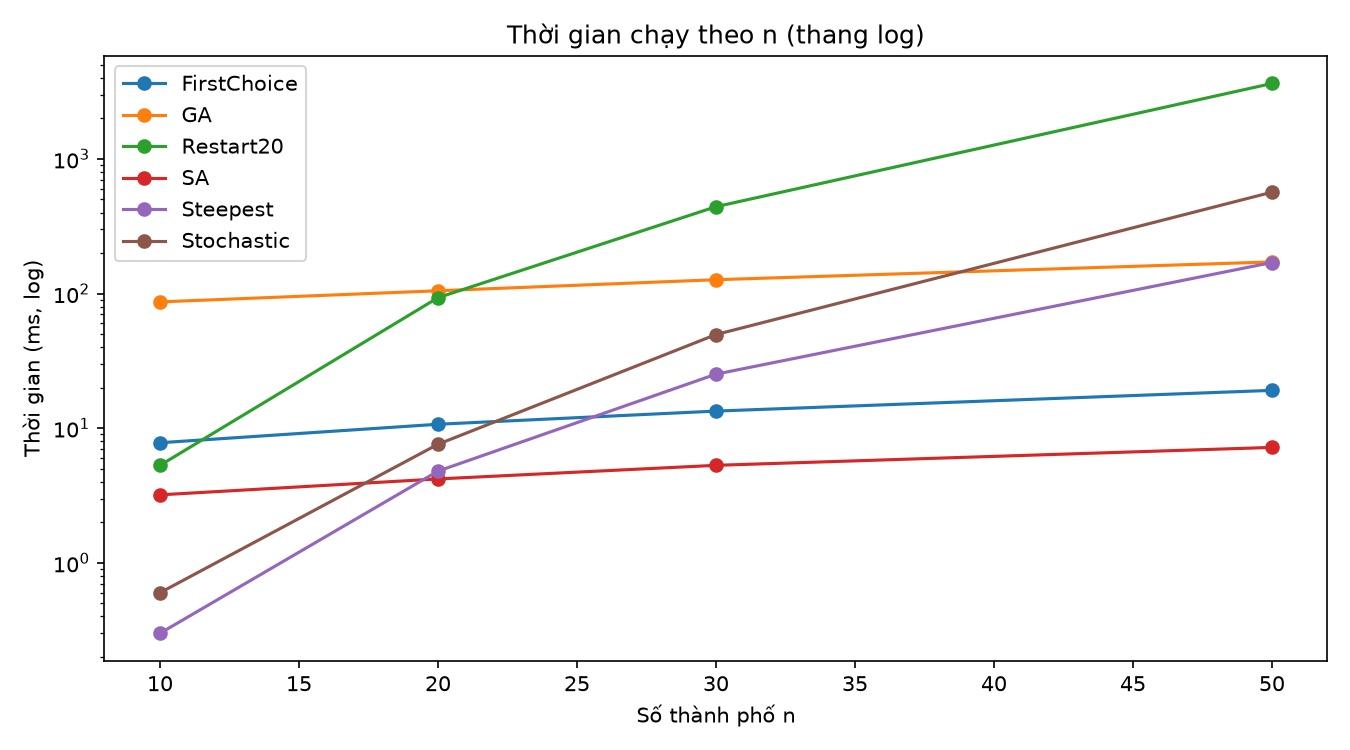 Thời gian chạy theo n (thang log)
FirstChoice
GA
Restart20
SA
Steepest
Stochastic
Thời gian (ms, log)
10³
10²
10¹
10⁰
10 15 20 25 30 35 40 45 50
Số thành phố n